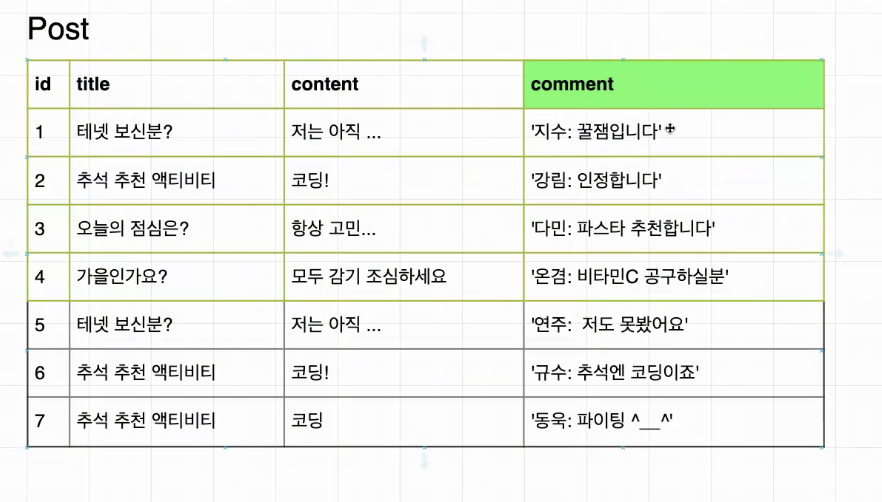 Post
id title content comment
1 테넷 보신분? 저는 아직 ... '지수: 꿀잼입니다'
2 추석 추천 액티비티 코딩! '강림: 인정합니다'
3 오늘의 점심은? 항상 고민... '다민: 파스타 추천합니다'
4 가을인가요? 모두 감기 조심하세요 '온겸: 비타민C 공구하실분'
5 테넷 보신분? 저는 아직 ... '연주: 저도 못봤어요'
6 추석 추천 액티비티 코딩! '규수: 추석엔 코딩이죠'
7 추석 추천 액티비티 코딩 '동욱: 파이팅 ^__^'